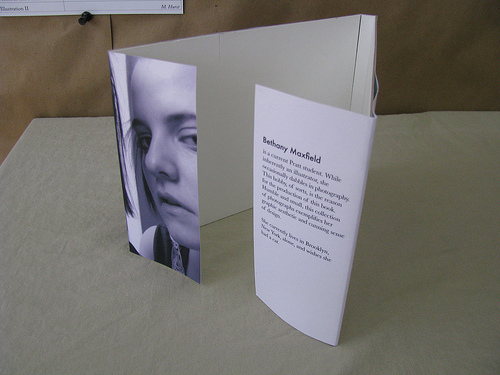 Illustration II
M. Hurst
Bethany Maxfield
is a current Pratt student. While
inherently an illustrator, she
occasionally dabbles in photography.
This hobby, of sorts, is the reason
for the production of this book.
Humble and small, this collection
of photographs exemplifies her
graphic aesthetic and cunning sense
of design.
She currently lives in Brooklyn,
New York, alone, and wishes she
had a cat.